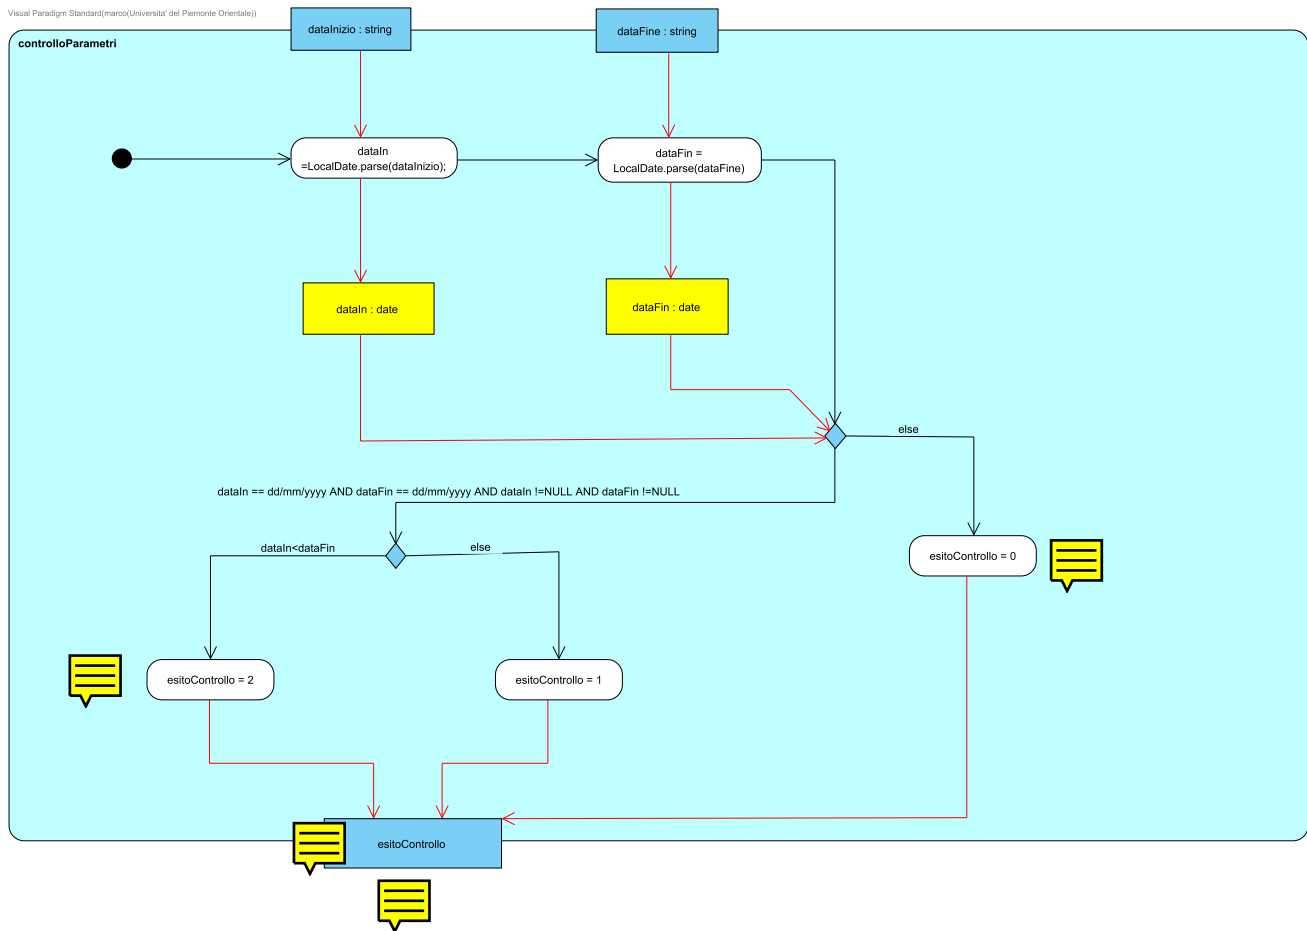 Visual Paradigm Standard(marco(Universita' del Piemonte Orientale))
dataInizio : string
dataFine : string
controlloParametri
dataIn
=LocalDate.parse(dataInizio);
dataFin =
LocalDate.parse(dataFine)
dataIn : date
dataFin : date
else
dataIn == dd/mm/yyyy AND dataFin == dd/mm/yyyy AND dataIn !=NULL AND dataFin !=NULL
dataIn<dataFin
else
esitoControllo = 0
esitoControllo = 2
esitoControllo = 1
esitoControllo